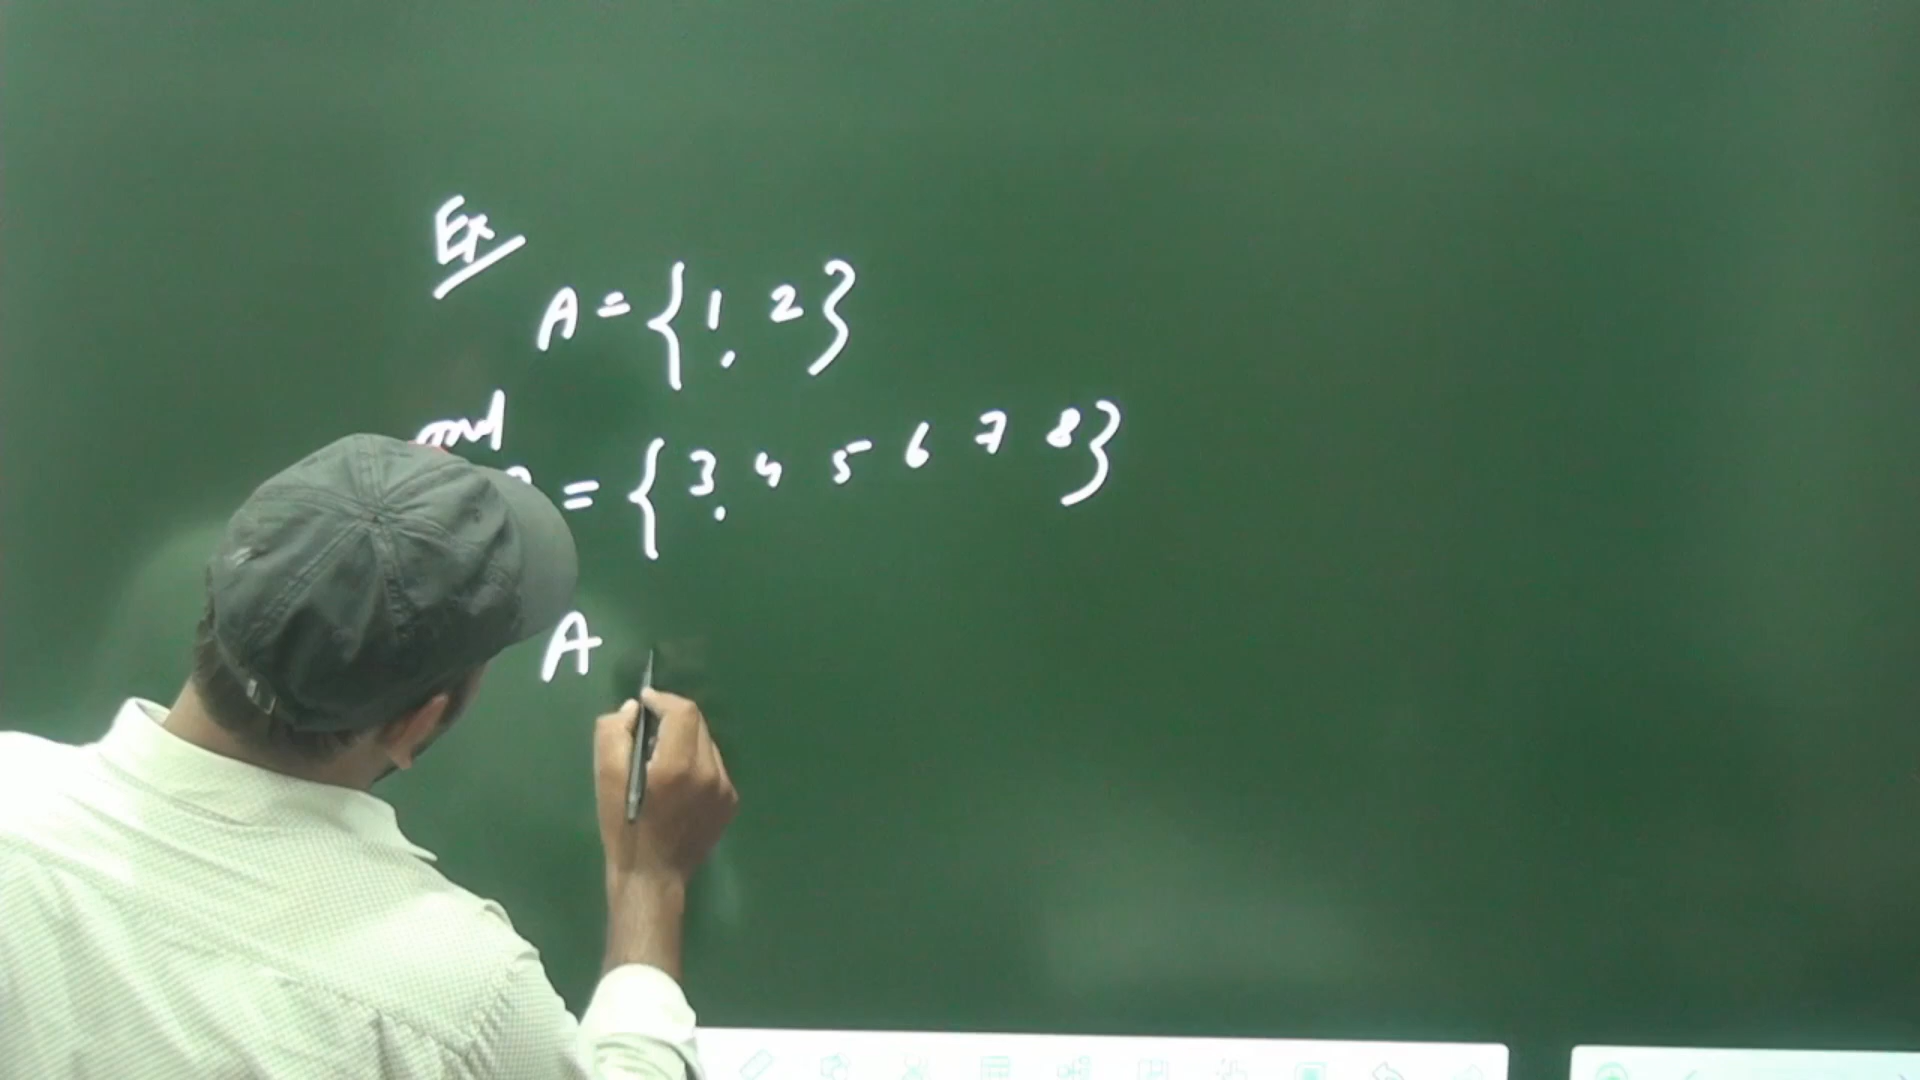 Ex
A = {1, 2}
and
= {3, 4 5 6 7 8}
A